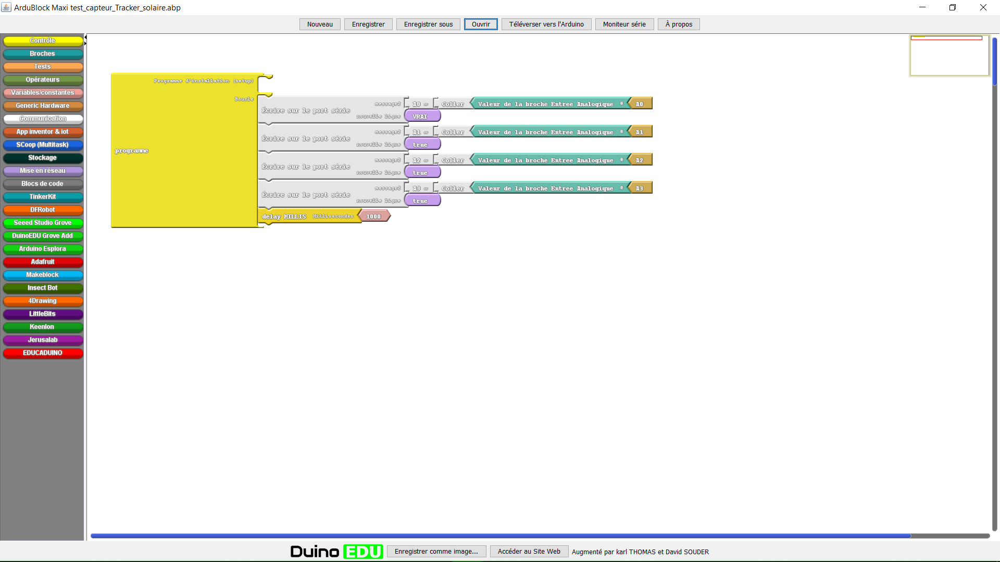 ArduBlock Maxi test_capteur_Tracker_solaire.abp
Nouveau Enregistrer Enregistrer sous Ouvrir Téléverser vers l'Arduino Moniteur série À propos
Contrôle
Broches
Tests
Opérateurs
Variables/constantes
Generic Hardware
Communication
App inventor & iot
SCoop (Multitask)
Stockage
Mise en réseau
Blocs de code
TinkerKit
DFRobot
Seeed Studio Grove
DuinoEDU Grove Add
Arduino Esplora
Adafruit
Makeblock
Insect Bot
4Drawing
LittleBits
Keenlon
Jerusalab
EDUCADUINO
programme
Programme d'installation (setup)
Boucle
Écrire sur le port série message2 A0 = Coller Valeur de la broche Entree Analogique # A0
nouvelle ligne VRAI
Écrire sur le port série message2 A1 = Coller Valeur de la broche Entree Analogique # A1
nouvelle ligne true
Écrire sur le port série message2 A2 = Coller Valeur de la broche Entree Analogique # A2
nouvelle ligne true
Écrire sur le port série message2 A3 = Coller Valeur de la broche Entree Analogique # A3
nouvelle ligne true
delay MILLIS Millisecondes 1000
Duino EDU Enregistrer comme image... Accéder au Site Web Augmenté par karl THOMAS et David SOUDER